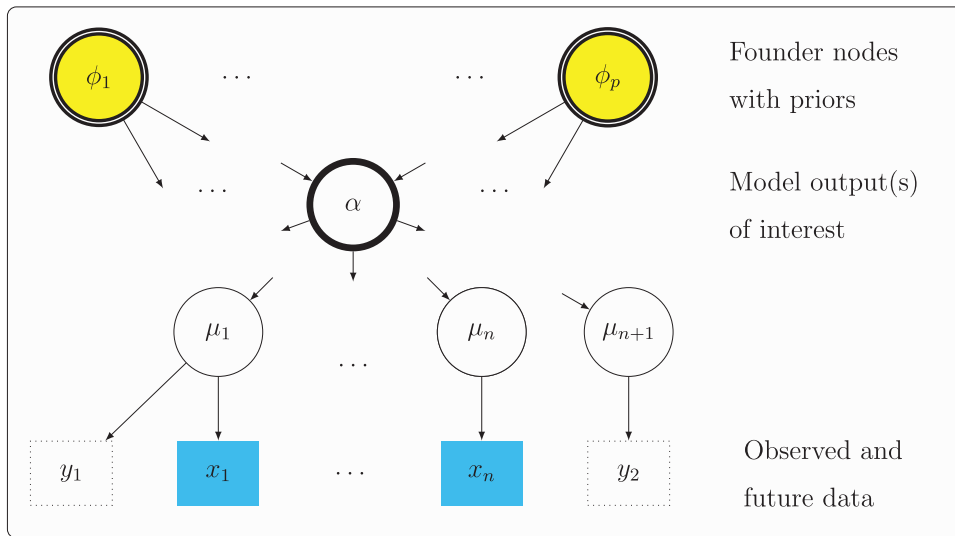 ϕ₁ ... ... ϕₚ Founder nodes
with priors
... ... Model output(s)
α
of interest
μ₁ ... μₙ μₙ₊₁
y₁ x₁ ... xₙ y₂ Observed and
future data